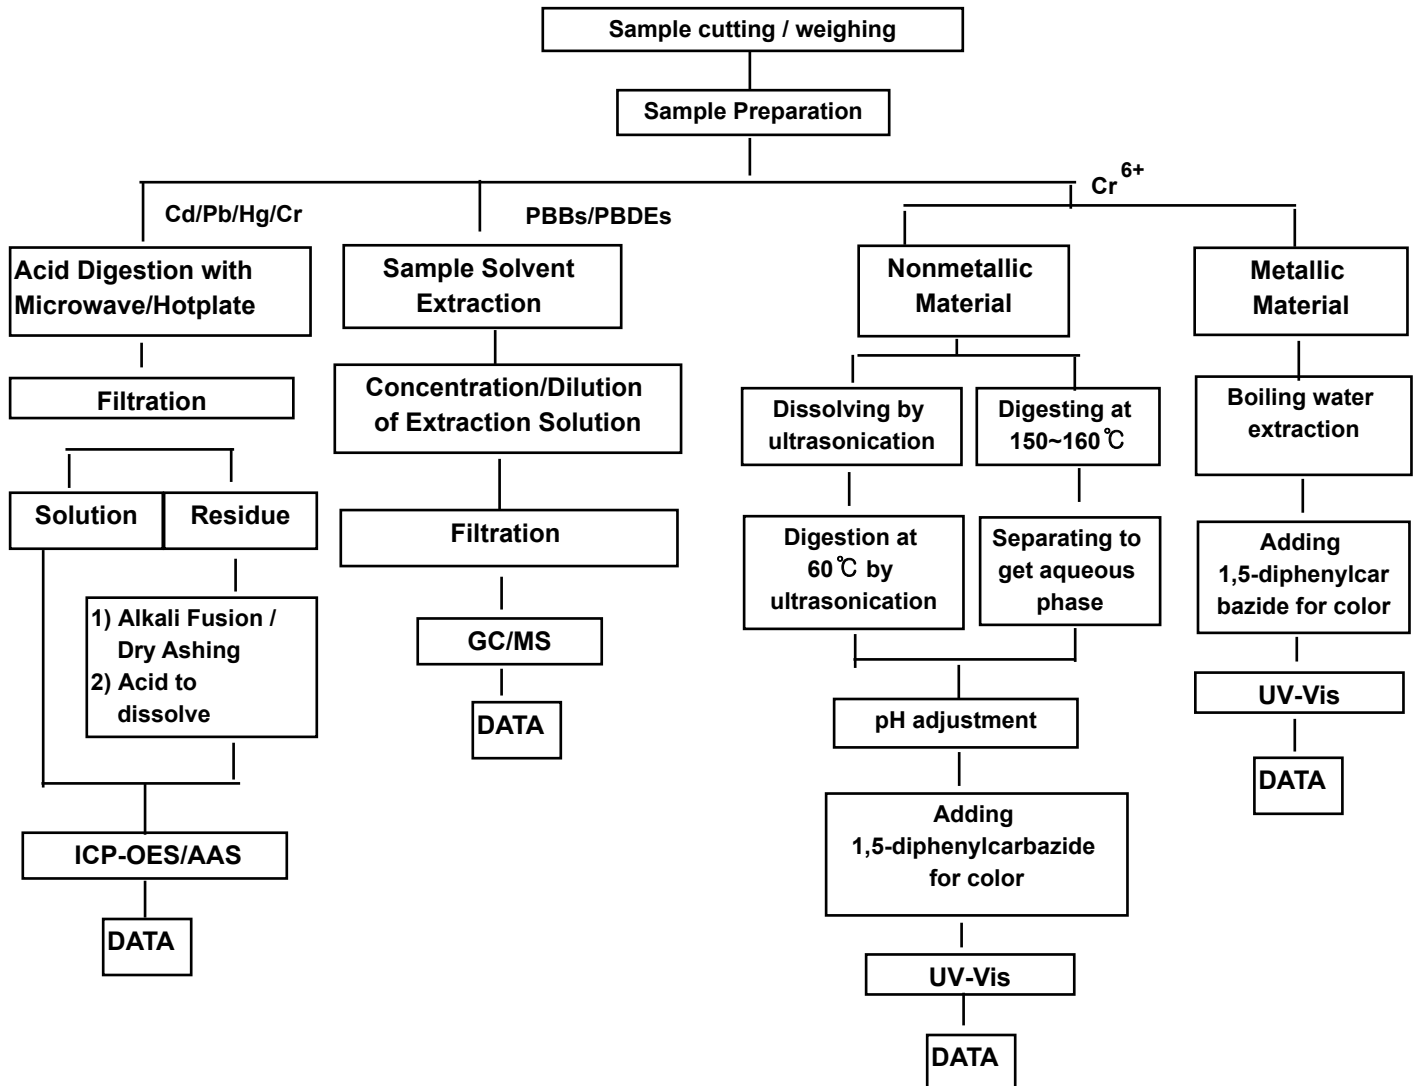 Sample cutting / weighing
Sample Preparation
Cr 6+
Cd/Pb/Hg/Cr
PBBs/PBDEs
Acid Digestion with
Microwave/Hotplate
Filtration
Solution
Residue
1) Alkali Fusion /
Dry Ashing
2) Acid to
dissolve
ICP-OES/AAS
DATA
Sample Solvent
Extraction
Concentration/Dilution
of Extraction Solution
Filtration
GC/MS
DATA
Nonmetallic
Material
Dissolving by
ultrasonication
Digestion at
60℃ by
ultrasonication
Digesting at
150~160℃
Separating to
get aqueous
phase
pH adjustment
Adding
1,5-diphenylcarbazide
for color
UV-Vis
DATA
Metallic
Material
Boiling water
extraction
Adding
1,5-diphenylcar
bazide for color
UV-Vis
DATA